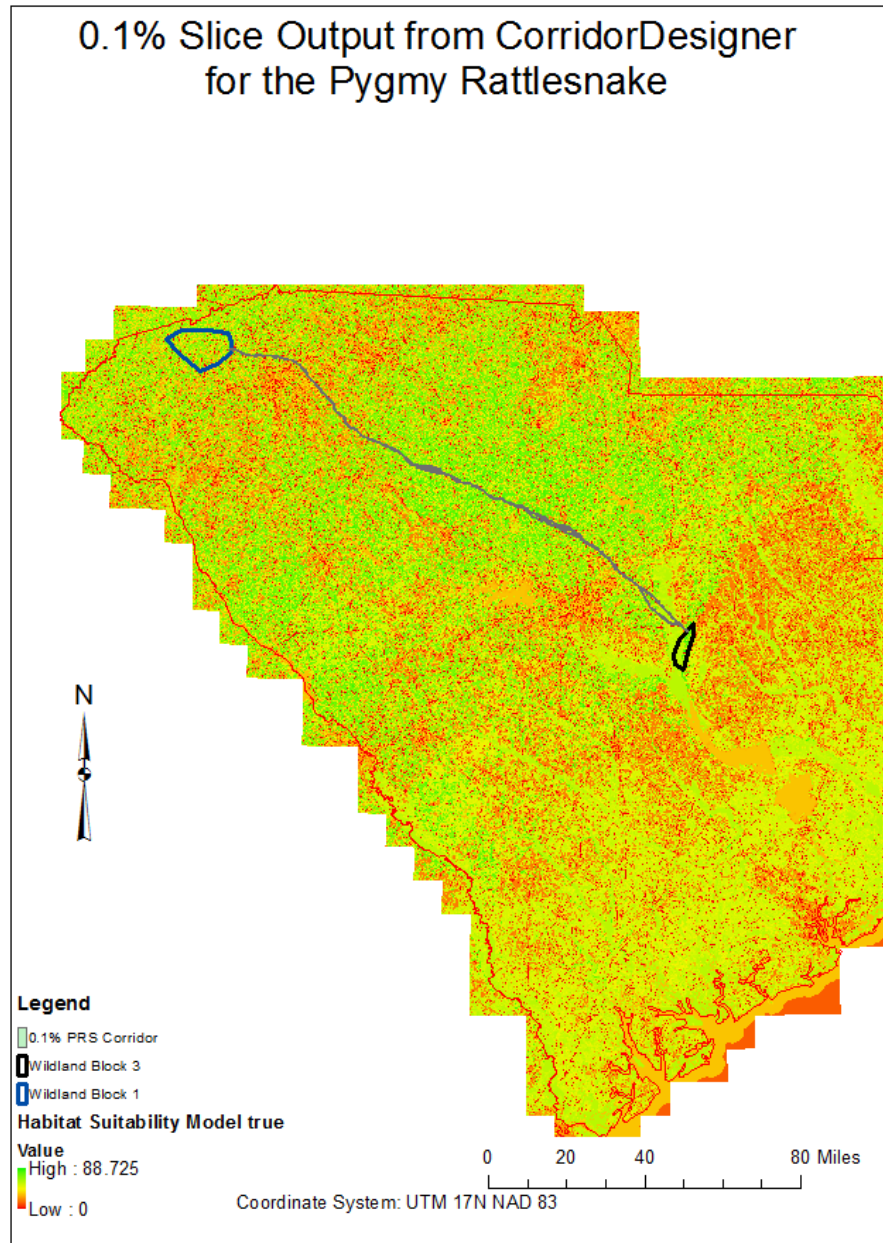 0.1% Slice Output from CorridorDesigner
for the Pygmy Rattlesnake
N
Legend
0.1% PRS Corridor
Wildland Block 3
Wildland Block 1
Habitat Suitability Model true
Value
High : 88.725
Low : 0
0 20 40 80 Miles
Coordinate System: UTM 17N NAD 83